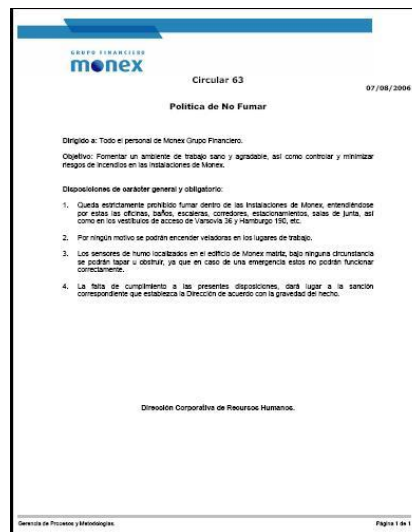 GRUPO FINANCIERO
monex
Circular 63
07/08/2006
Política de No Fumar
Dirigido a: Todo el personal de Monex Grupo Financiero.
Objetivo: Fomentar un ambiente de trabajo sano y agradable, así como controlar y minimizar
riesgos de incendios en las instalaciones de Monex.
Disposiciones de carácter general y obligatorio:
1. Queda estrictamente prohibido fumar dentro de las instalaciones de Monex, entendiéndose
por estas las oficinas, baños, escaleras, corredores, estacionamientos, salas de junta, así
como en los vestíbulos de acceso de Varsovia 36 y Hamburgo 190, etc.
2. Por ningún motivo se podrán encender veladoras en los lugares de trabajo.
3. Los sensores de humo localizados en el edificio de Monex matriz, bajo ninguna circunstancia
se podrán tapar u obstruir, ya que en caso de una emergencia estos no podrán funcionar
correctamente.
4. La falta de cumplimiento a las presentes disposiciones, dará lugar a la sanción
correspondiente que establezca la Dirección de acuerdo con la gravedad del hecho.
Dirección Corporativa de Recursos Humanos.
Gerencia de Procesos y Metodologías
Página 1 de 1